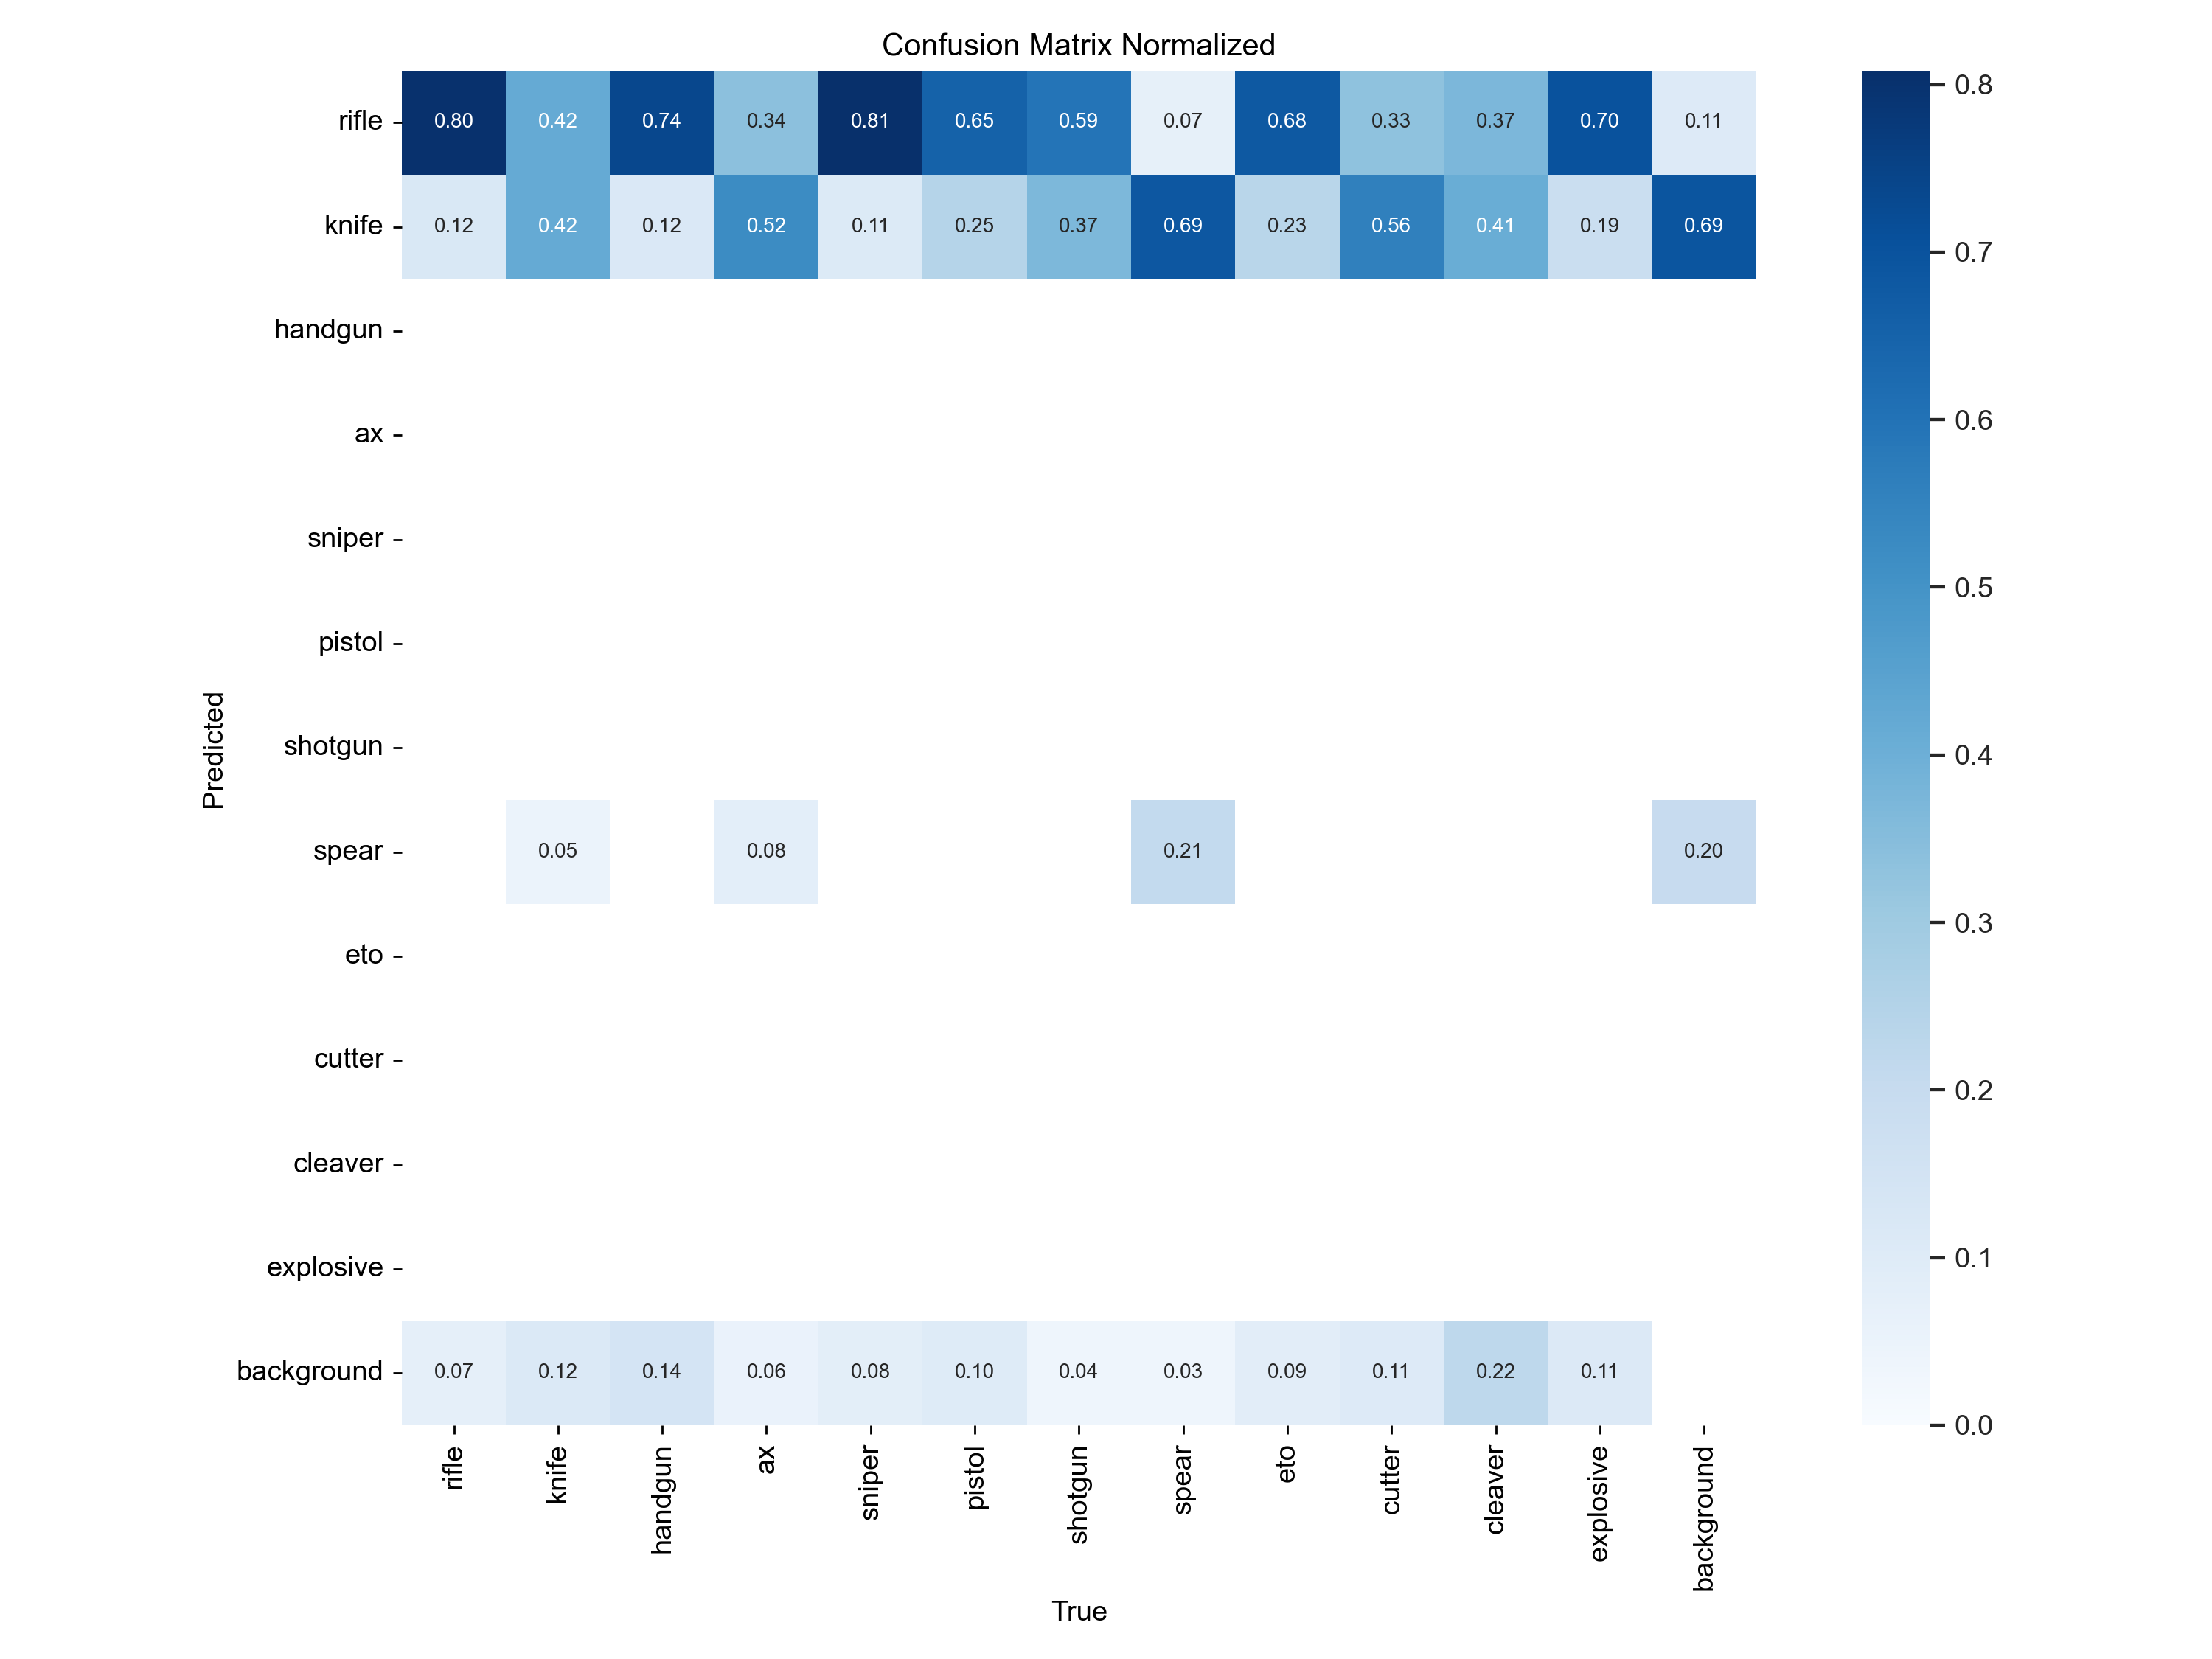 Confusion Matrix Normalized
rifle 0.80 0.42 0.74 0.34 0.81 0.65 0.59 0.07 0.68 0.33 0.37 0.70 0.11
knife 0.12 0.42 0.12 0.52 0.11 0.25 0.37 0.69 0.23 0.56 0.41 0.19 0.69
handgun
ax
sniper
pistol
shotgun
spear 0.05 0.08 0.21 0.20
eto
cutter
cleaver
explosive
background 0.07 0.12 0.14 0.06 0.08 0.10 0.04 0.03 0.09 0.11 0.22 0.11
Predicted
rifle knife handgun ax sniper pistol shotgun spear eto cutter cleaver explosive background
True
0.8
0.7
0.6
0.5
0.4
0.3
0.2
0.1
0.0